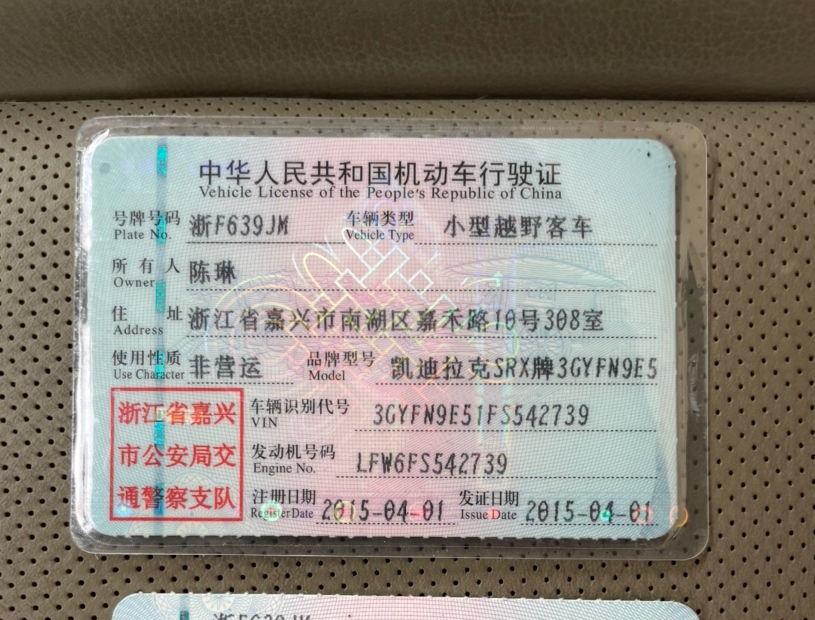 中华人民共和国机动车行驶证
Vehicle License of the People's Republic of China
号牌号码 浙F639JM 车辆类型 小型越野客车
Plate No. Vehicle Type
所有人 陈琳
Owner
住址 浙江省嘉兴市南湖区嘉禾路10号308室
Address
使用性质 非营运 品牌型号 凯迪拉克SRX牌3GYFN9E5
Use Character Model
浙江省嘉兴
市公安局交
通警察支队
车辆识别代号 3GYFN9E51FS542739
VIN
发动机号码 LFW6FS542739
Engine No.
注册日期 2015-04-01 发证日期 2015-04-01
Register Date Issue Date